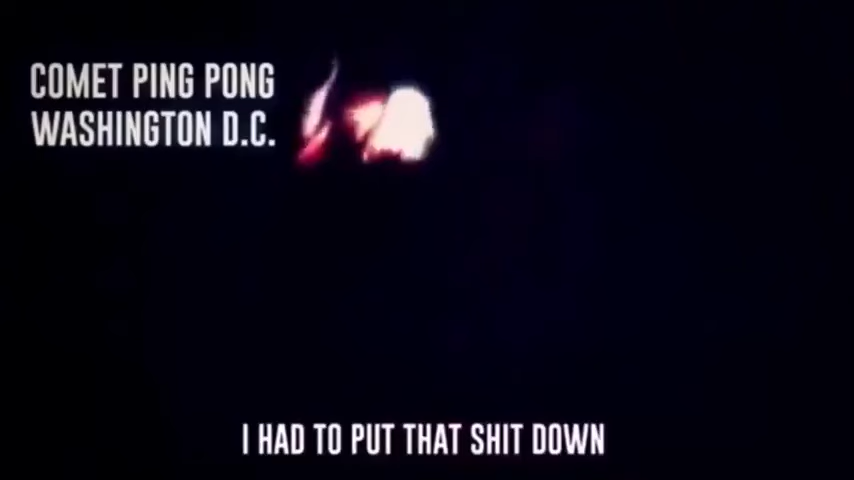 COMET PING PONG
WASHINGTON D.C.
I HAD TO PUT THAT SHIT DOWN